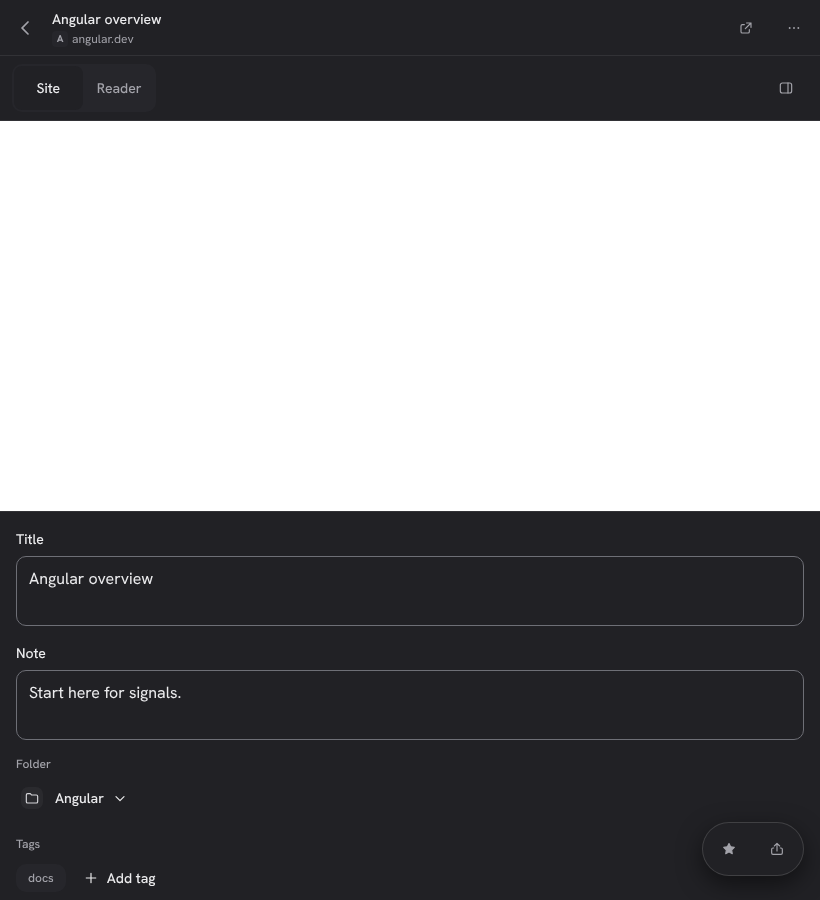 Angular overview
A angular.dev
Site Reader
Title
Angular overview
Note
Start here for signals.
Folder
Angular
Tags
docs Add tag